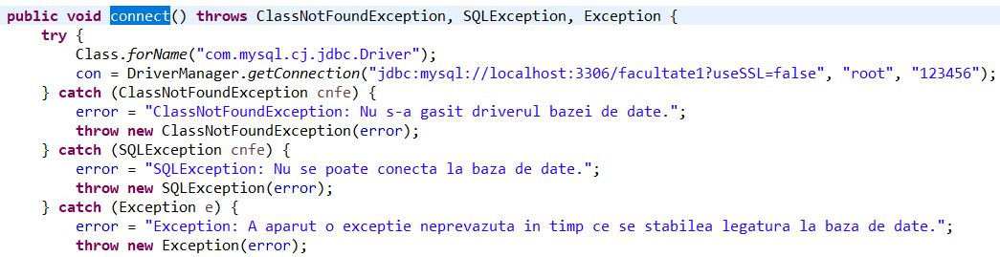 public void connect() throws ClassNotFoundException, SQLException, Exception {
    try {
        Class.forName("com.mysql.cj.jdbc.Driver");
        con = DriverManager.getConnection("jdbc:mysql://localhost:3306/facultate1?useSSL=false", "root", "123456");
    } catch (ClassNotFoundException cnfe) {
        error = "ClassNotFoundException: Nu s-a gasit driverul bazei de date.";
        throw new ClassNotFoundException(error);
    } catch (SQLException cnfe) {
        error = "SQLException: Nu se poate conecta la baza de date.";
        throw new SQLException(error);
    } catch (Exception e) {
        error = "Exception: A aparut o exceptie neprevazuta in timp ce se stabilea legatura la baza de date.";
        throw new Exception(error);